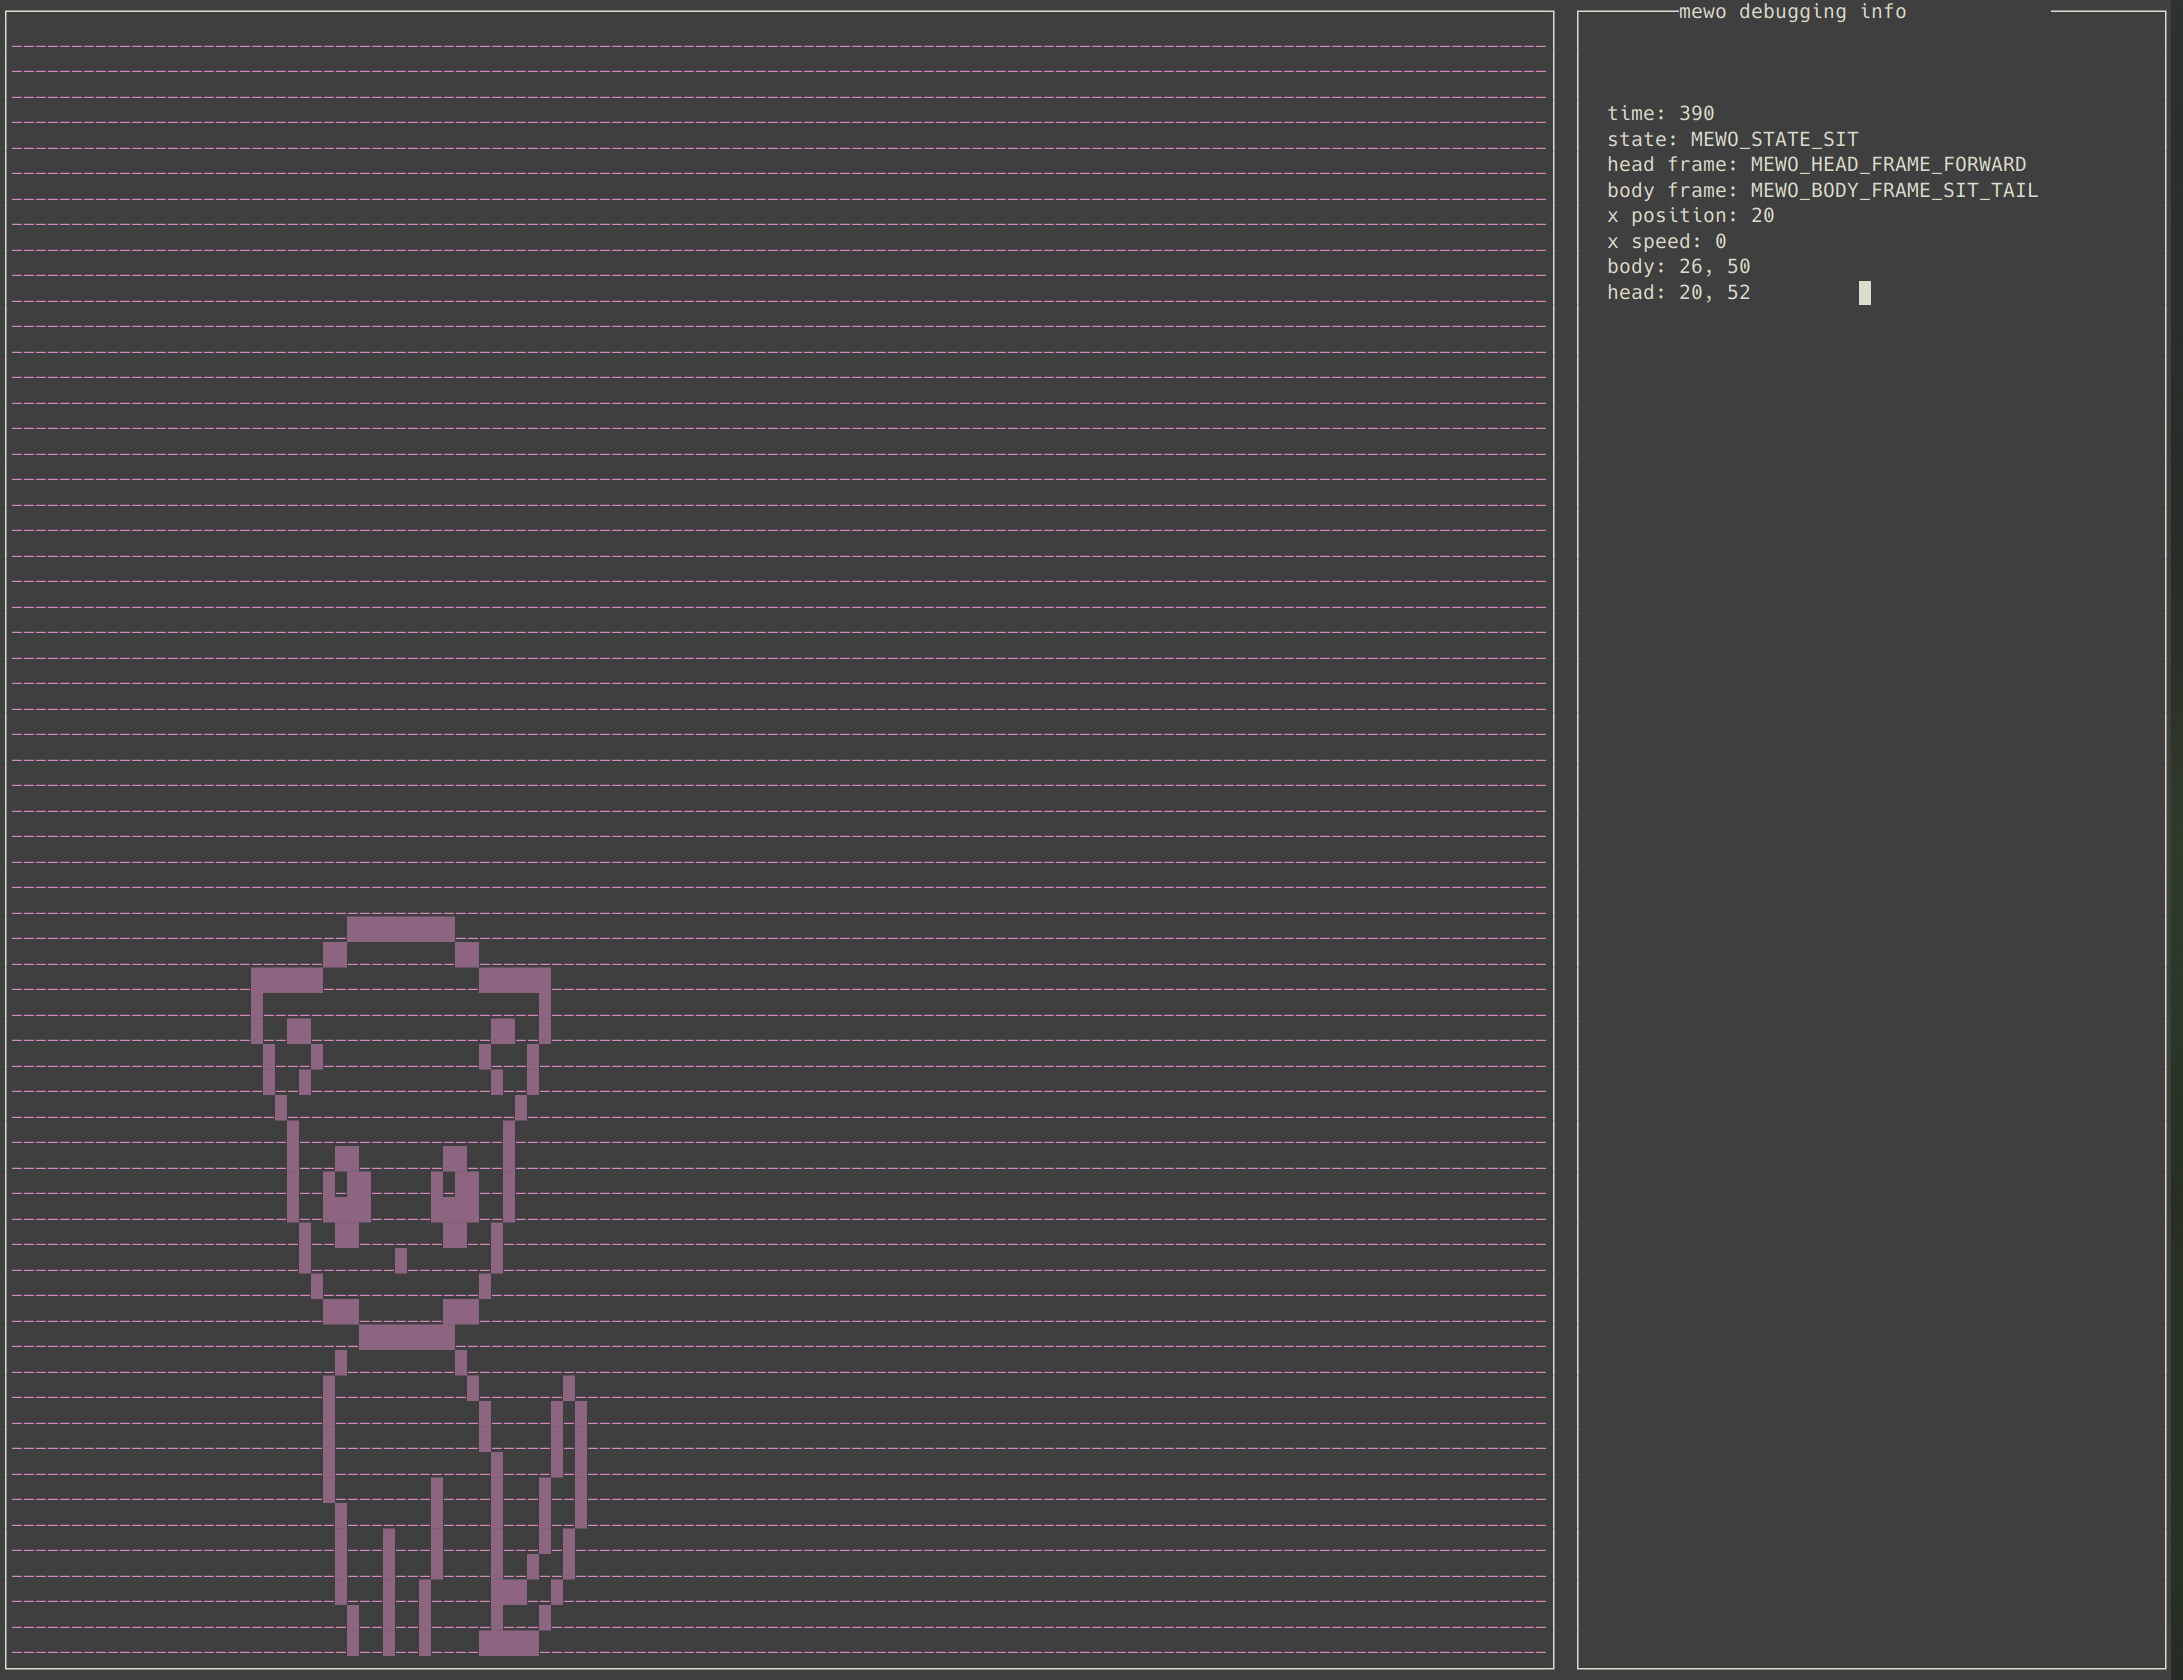 mewo debugging info
time: 390
state: MEWO_STATE_SIT
head frame: MEWO_HEAD_FRAME_FORWARD
body frame: MEWO_BODY_FRAME_SIT_TAIL
x position: 20
x speed: 0
body: 26, 50
head: 20, 52